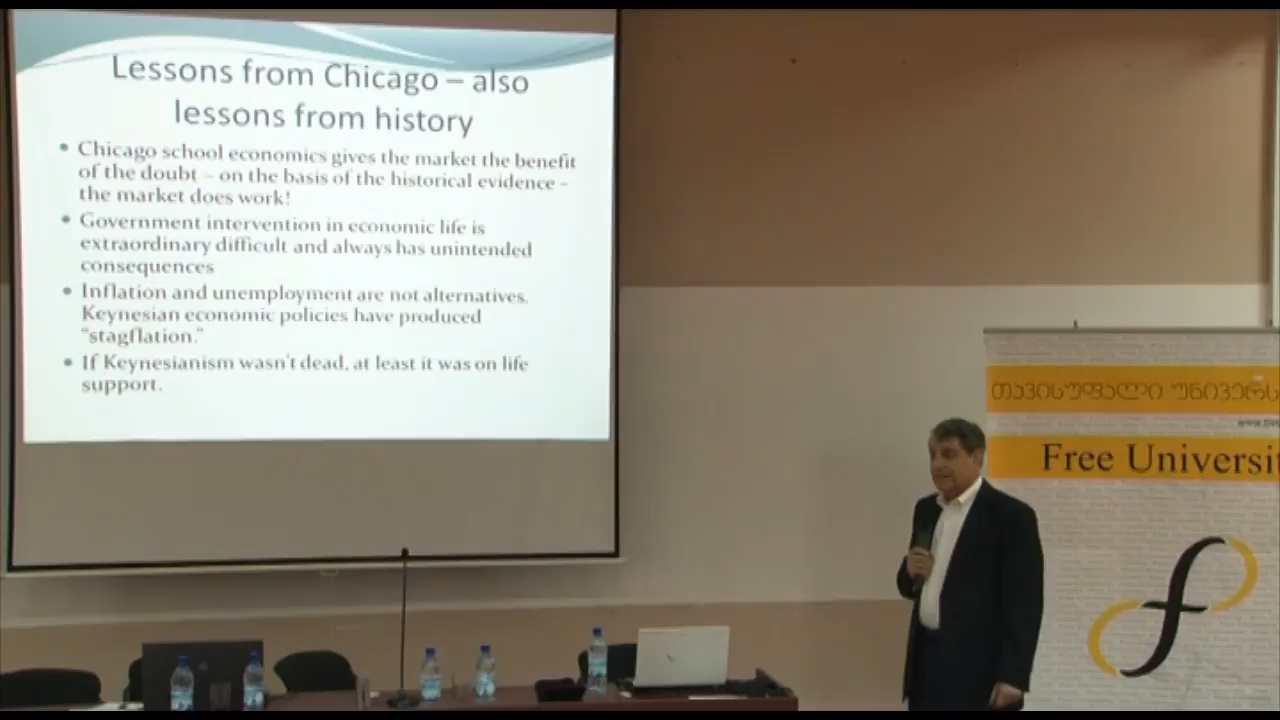 Lessons from Chicago – also
lessons from history
• Chicago school economics gives the market the benefit
of the doubt – on the basis of the historical evidence –
the market does work!
• Government intervention in economic life is
extraordinary difficult and always has unintended
consequences
• Inflation and unemployment are not alternatives.
Keynesian economic policies have produced
"stagflation."
• If Keynesianism wasn't dead, at least it was on life
support.
თავისუფალი უნივერს
Free Universit